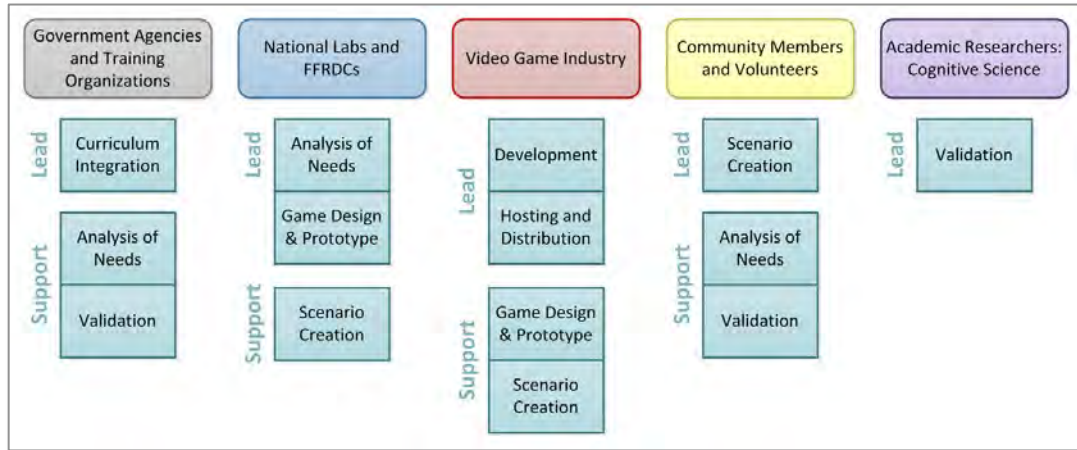 Government Agencies
and Training
Organizations
National Labs and
FFRDCs
Video Game Industry
Community Members
and Volunteers
Academic Researchers:
Cognitive Science
Lead
Curriculum
Integration
Support
Analysis of
Needs
Validation
Lead
Analysis of
Needs
Game Design
& Prototype
Support
Scenario
Creation
Lead
Development
Hosting and
Distribution
Support
Game Design
& Prototype
Scenario
Creation
Lead
Scenario
Creation
Support
Analysis of
Needs
Validation
Lead
Validation